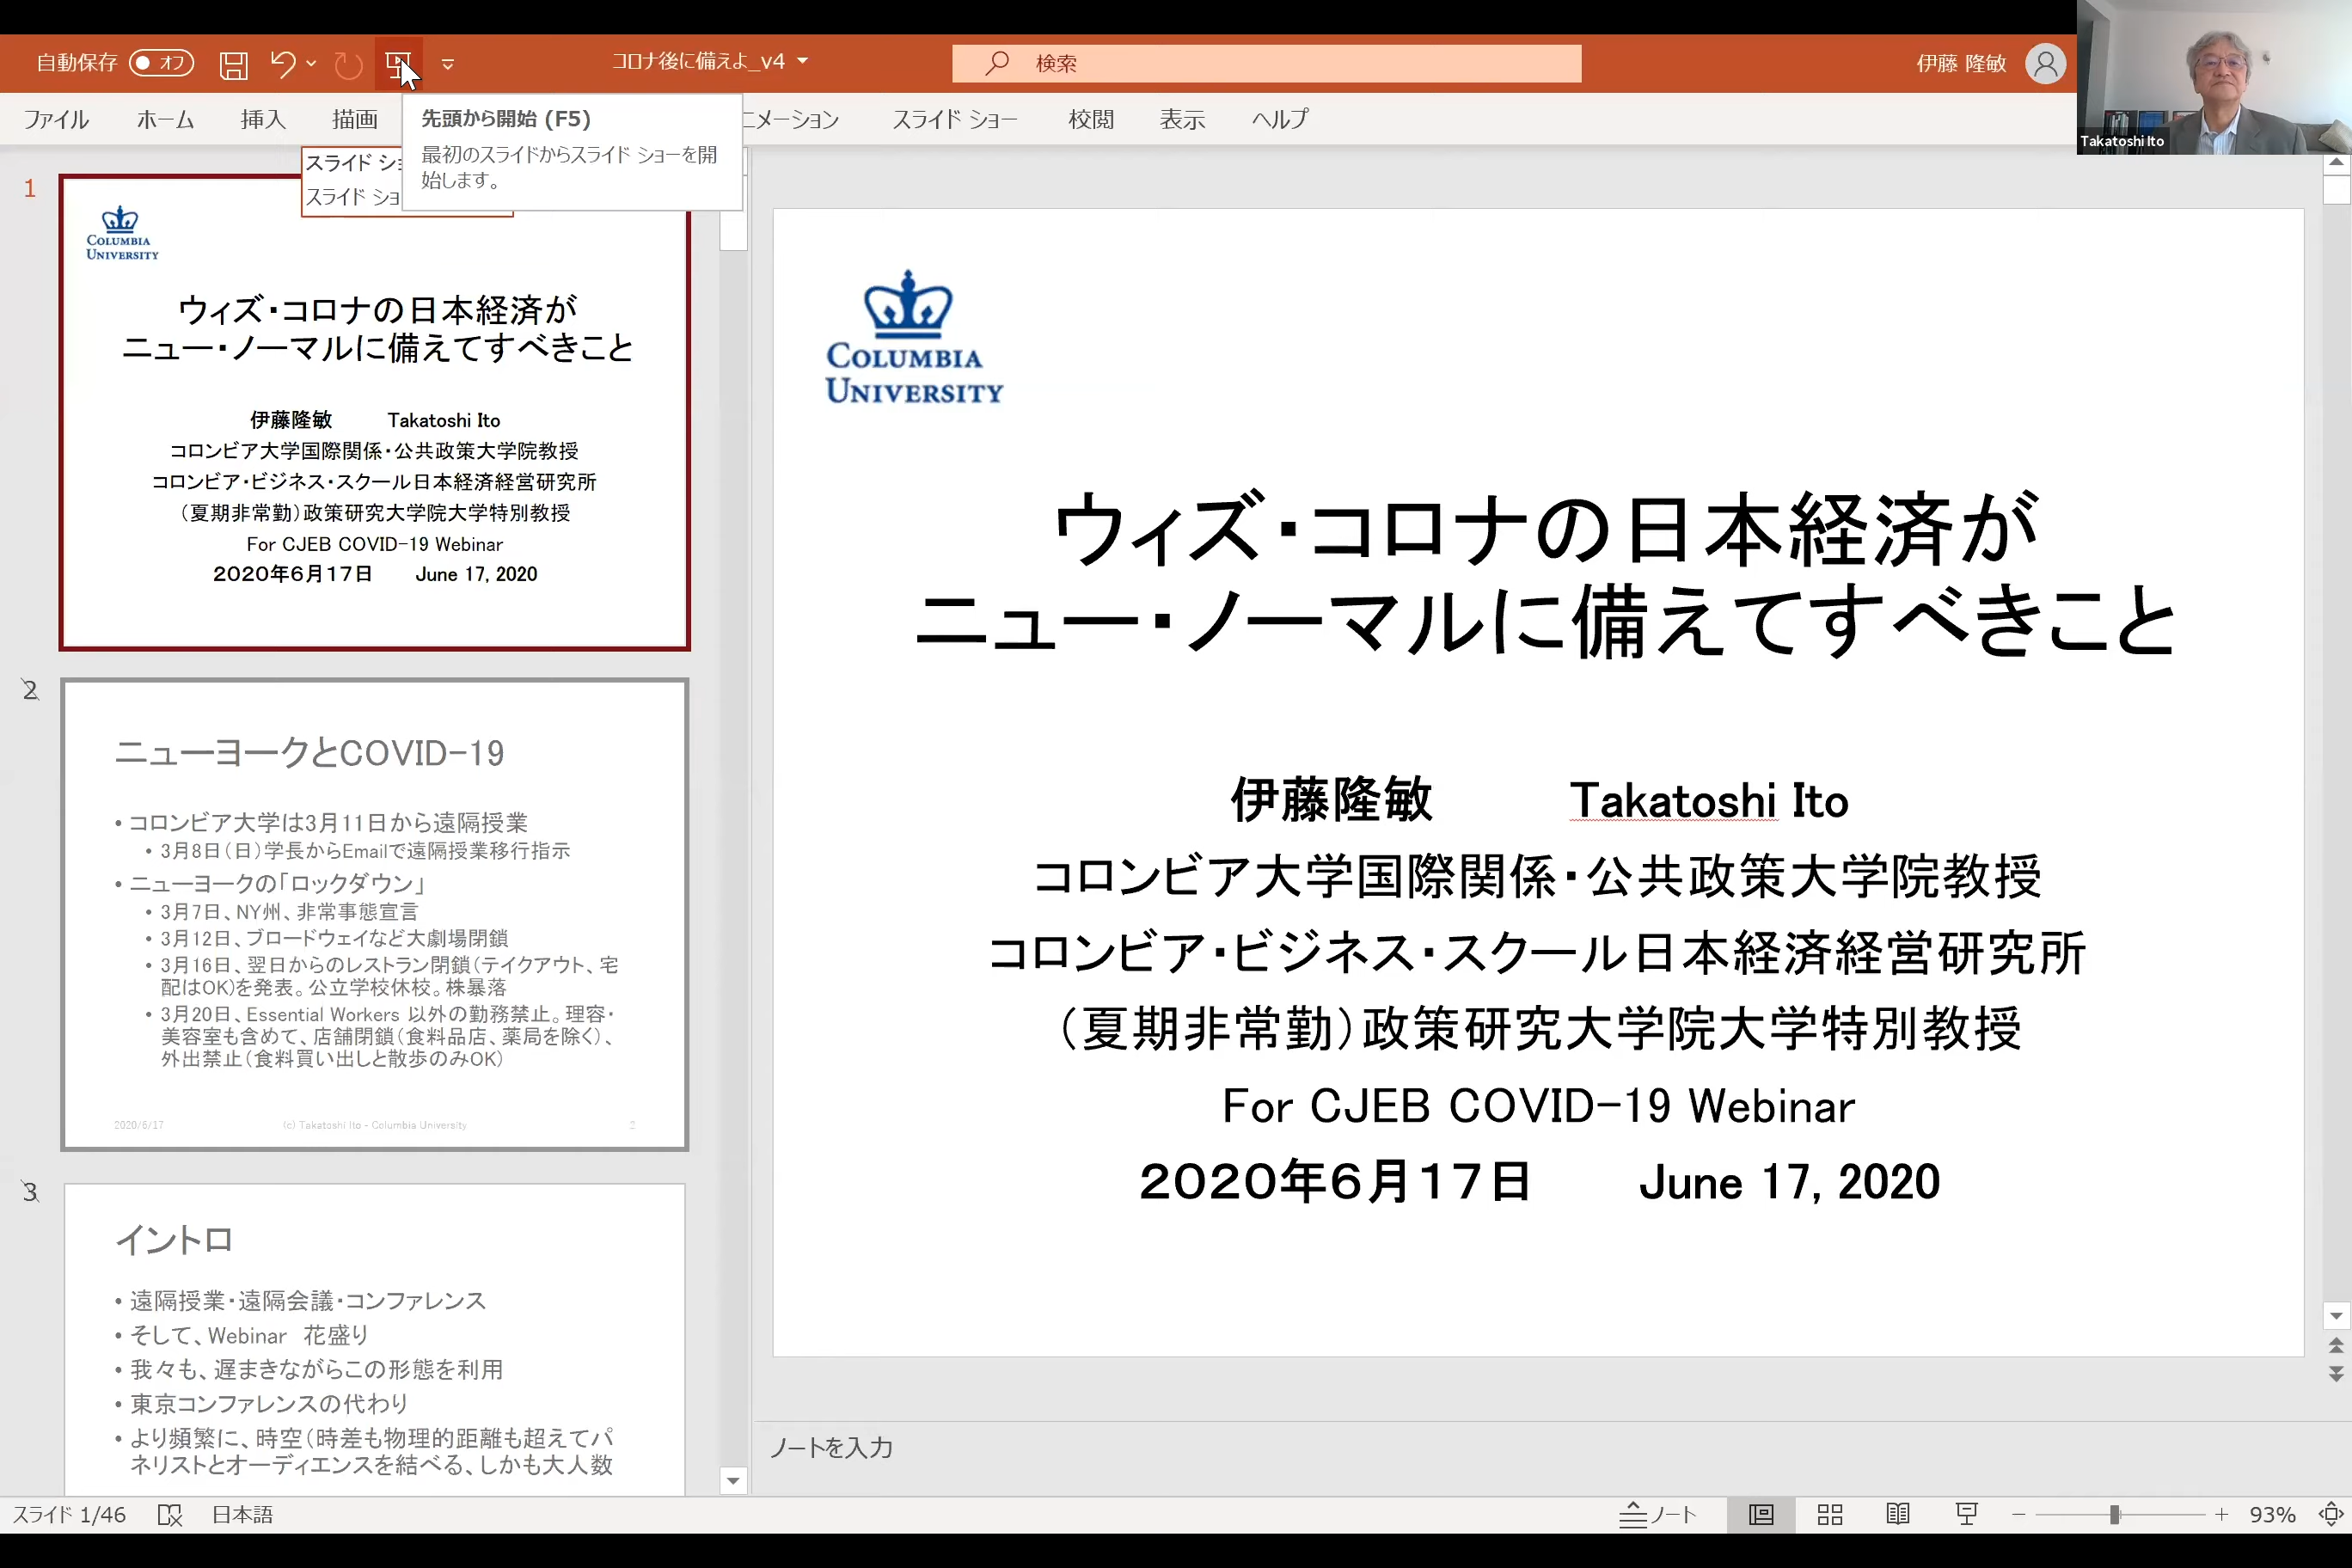 自動保存 オフ
コロナ後に備えよ_v4
検索
伊藤 隆敏
Takatoshi Ito
ファイル ホーム 挿入 描画 ニメーション スライド ショー 校閲 表示 ヘルプ
先頭から開始 (F5)
最初のスライドからスライド ショーを開
始します。
スライド ショ
スライド ショ
1
COLUMBIA
UNIVERSITY
ウィズ・コロナの日本経済が
ニュー・ノーマルに備えてすべきこと
伊藤隆敏 Takatoshi Ito
コロンビア大学国際関係・公共政策大学院教授
コロンビア・ビジネス・スクール日本経済経営研究所
（夏期非常勤）政策研究大学院大学特別教授
For CJEB COVID-19 Webinar
２０２０年６月１７日 June 17, 2020
2
ニューヨークとCOVID-19
• コロンビア大学は3月11日から遠隔授業
• 3月8日（日）学長からEmailで遠隔授業移行指示
• ニューヨークの「ロックダウン」
• 3月7日、NY州、非常事態宣言
• 3月12日、ブロードウェイなど大劇場閉鎖
• 3月16日、翌日からのレストラン閉鎖（テイクアウト、宅
配はOK)を発表。公立学校休校。株暴落
• 3月20日、Essential Workers 以外の勤務禁止。理容・
美容室も含めて、店舗閉鎖（食料品店、薬局を除く）、
外出禁止（食料買い出しと散歩のみOK）
2020/6/17 (c) Takatoshi Ito - Columbia University 2
3
イントロ
• 遠隔授業・遠隔会議・コンファレンス
• そして、Webinar 花盛り
• 我々も、遅まきながらこの形態を利用
• 東京コンファレンスの代わり
• より頻繁に、時空（時差も物理的距離も超えてパ
ネリストとオーディエンスを結べる、しかも大人数
COLUMBIA
UNIVERSITY
ウィズ・コロナの日本経済が
ニュー・ノーマルに備えてすべきこと
伊藤隆敏 Takatoshi Ito
コロンビア大学国際関係・公共政策大学院教授
コロンビア・ビジネス・スクール日本経済経営研究所
（夏期非常勤）政策研究大学院大学特別教授
For CJEB COVID-19 Webinar
２０２０年６月１７日 June 17, 2020
ノートを入力
スライド 1/46 日本語 ノート 93%